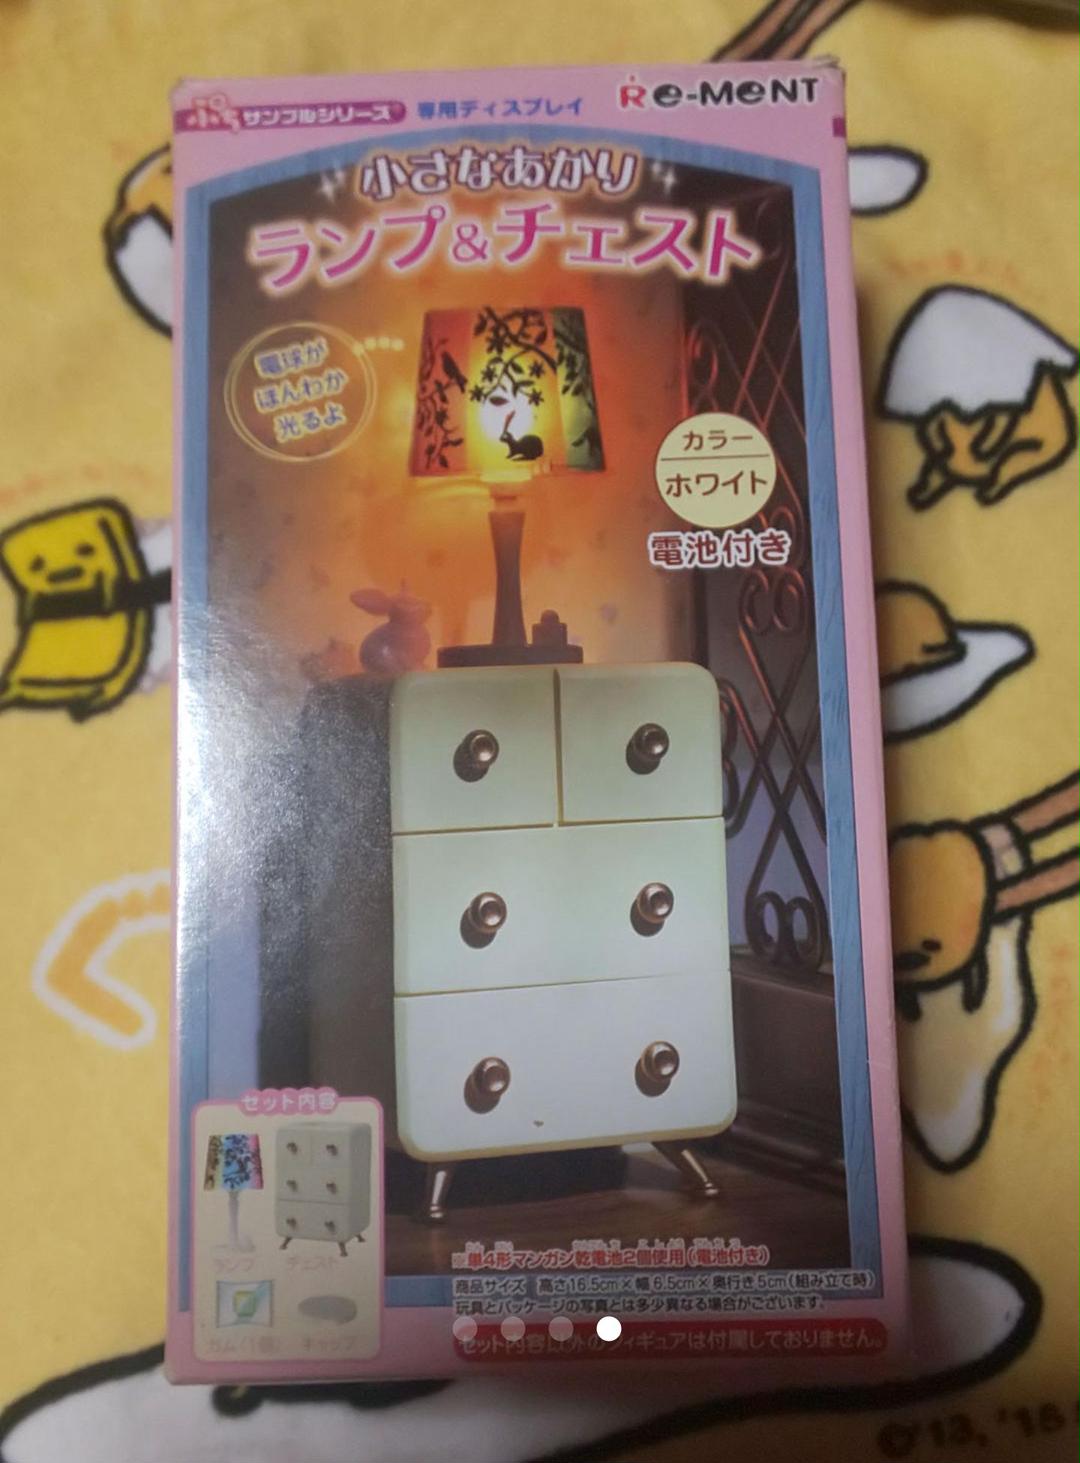 ぷちサンプルシリーズ 専用ディスプレイ
Re-MeNT
小さなあかり
ランプ&チェスト
電球が
ほんわか
光るよ
カラー
ホワイト
電池付き
セット内容
ランプ チェスト
ガム(1個) キャップ
※単4形マンガン乾電池2個使用(電池付き)
商品サイズ 高さ16.5cm×幅6.5cm×奥行き5cm(組み立て時)
玩具とパッケージの写真とは多少異なる場合がございます。
セット内容以外のフィギュアは付属しておりません。
©'13, '18